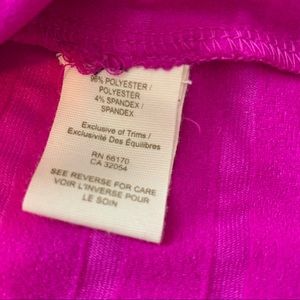 96% POLYESTER /
POLYESTER
4% SPANDEX /
SPANDEX
Exclusive of Trims /
Exclusivité Des Équilibres
RN 66170
CA 32054
SEE REVERSE FOR CARE
VOIR L'INVERSE POUR
LE SOIN